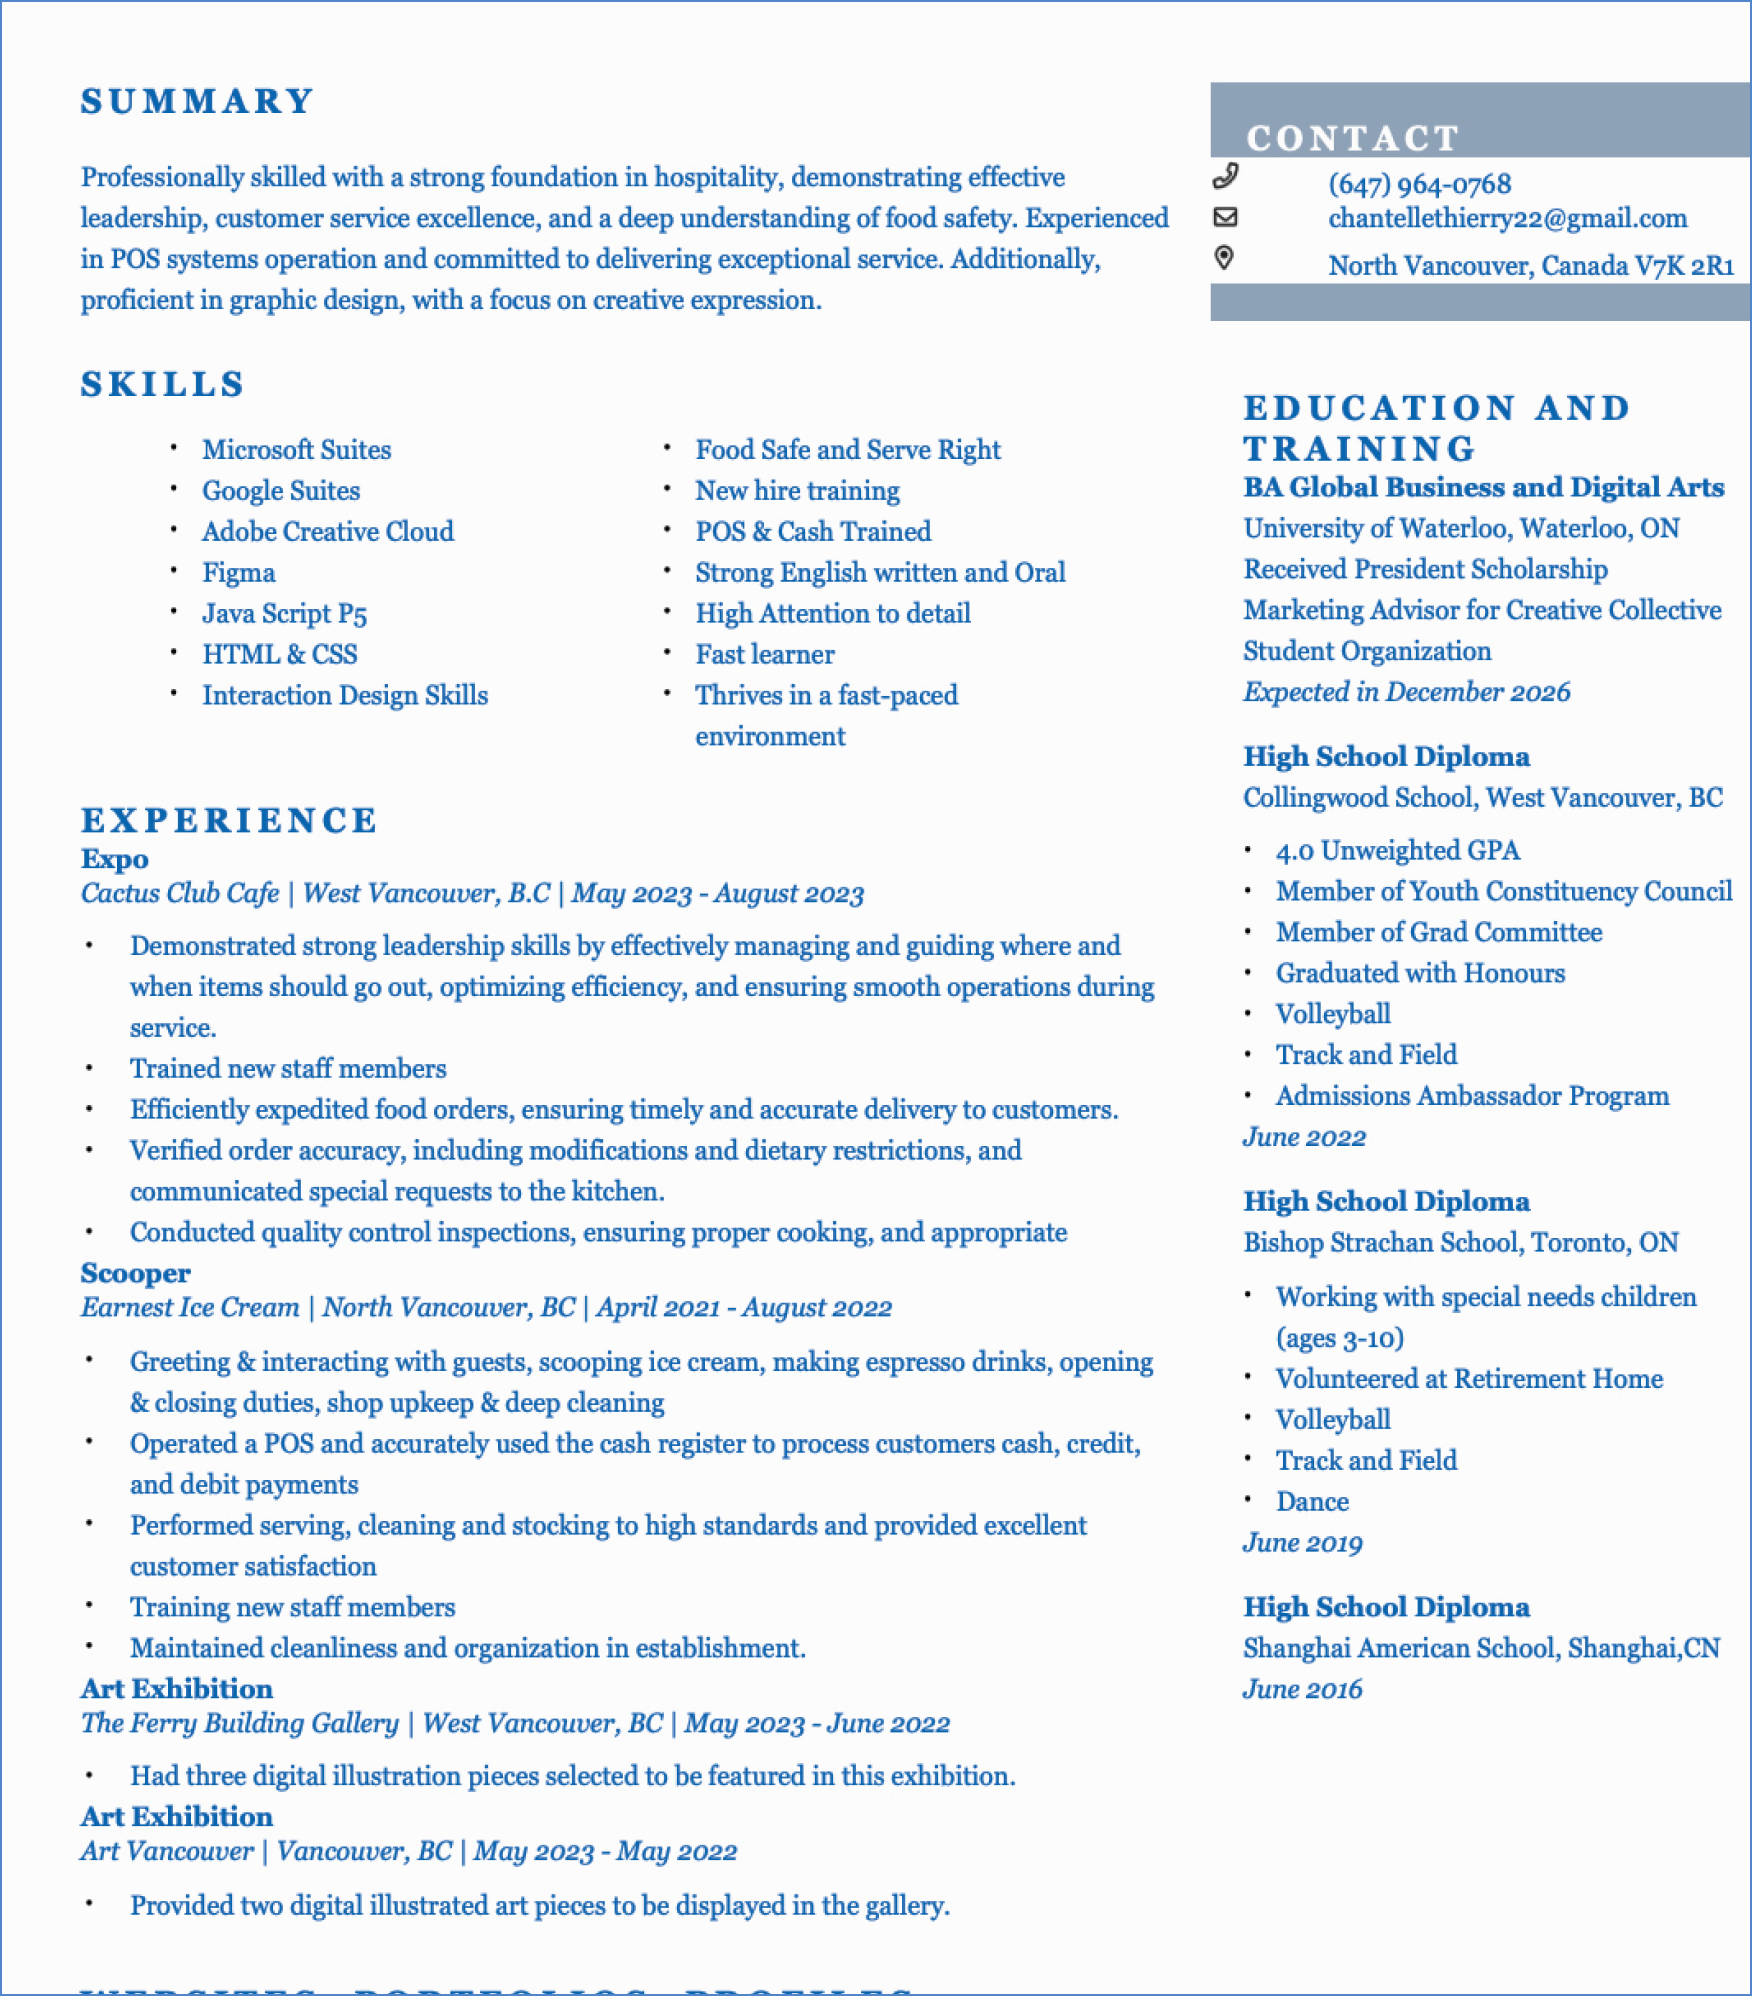 SUMMARY
Professionally skilled with a strong foundation in hospitality, demonstrating effective
leadership, customer service excellence, and a deep understanding of food safety. Experienced
in POS systems operation and committed to delivering exceptional service. Additionally,
proficient in graphic design, with a focus on creative expression.
SKILLS
Microsoft Suites
Google Suites
Adobe Creative Cloud
Figma
Java Script P5
HTML & CSS
Interaction Design Skills
Food Safe and Serve Right
New hire training
POS & Cash Trained
Strong English written and Oral
High Attention to detail
Fast learner
Thrives in a fast-paced
environment
EXPERIENCE
Expo
Cactus Club Cafe | West Vancouver, B.C | May 2023 - August 2023
Demonstrated strong leadership skills by effectively managing and guiding where and
when items should go out, optimizing efficiency, and ensuring smooth operations during
service.
Trained new staff members
Efficiently expedited food orders, ensuring timely and accurate delivery to customers.
Verified order accuracy, including modifications and dietary restrictions, and
communicated special requests to the kitchen.
Conducted quality control inspections, ensuring proper cooking, and appropriate
Scooper
Earnest Ice Cream | North Vancouver, BC | April 2021 - August 2022
Greeting & interacting with guests, scooping ice cream, making espresso drinks, opening
& closing duties, shop upkeep & deep cleaning
Operated a POS and accurately used the cash register to process customers cash, credit,
and debit payments
Performed serving, cleaning and stocking to high standards and provided excellent
customer satisfaction
Training new staff members
Maintained cleanliness and organization in establishment.
Art Exhibition
The Ferry Building Gallery | West Vancouver, BC | May 2023 - June 2022
Had three digital illustration pieces selected to be featured in this exhibition.
Art Exhibition
Art Vancouver | Vancouver, BC | May 2023 - May 2022
Provided two digital illustrated art pieces to be displayed in the gallery.
WEBSITES, PORTFOLIOS, PROFILES
CONTACT
(647) 964-0768
chantellethierry22@gmail.com
North Vancouver, Canada V7K 2R1
EDUCATION AND
TRAINING
BA Global Business and Digital Arts
University of Waterloo, Waterloo, ON
Received President Scholarship
Marketing Advisor for Creative Collective
Student Organization
Expected in December 2026
High School Diploma
Collingwood School, West Vancouver, BC
4.0 Unweighted GPA
Member of Youth Constituency Council
Member of Grad Committee
Graduated with Honours
Volleyball
Track and Field
Admissions Ambassador Program
June 2022
High School Diploma
Bishop Strachan School, Toronto, ON
Working with special needs children
(ages 3-10)
Volunteered at Retirement Home
Volleyball
Track and Field
Dance
June 2019
High School Diploma
Shanghai American School, Shanghai,CN
June 2016